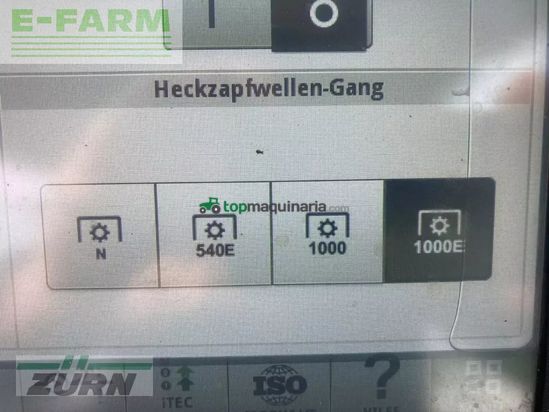 E-FARM
I O
Heckzapfwellen-Gang
topmaquinaria.com
N 540E 1000 1000E
ZÜRN
iTEC ISO ?